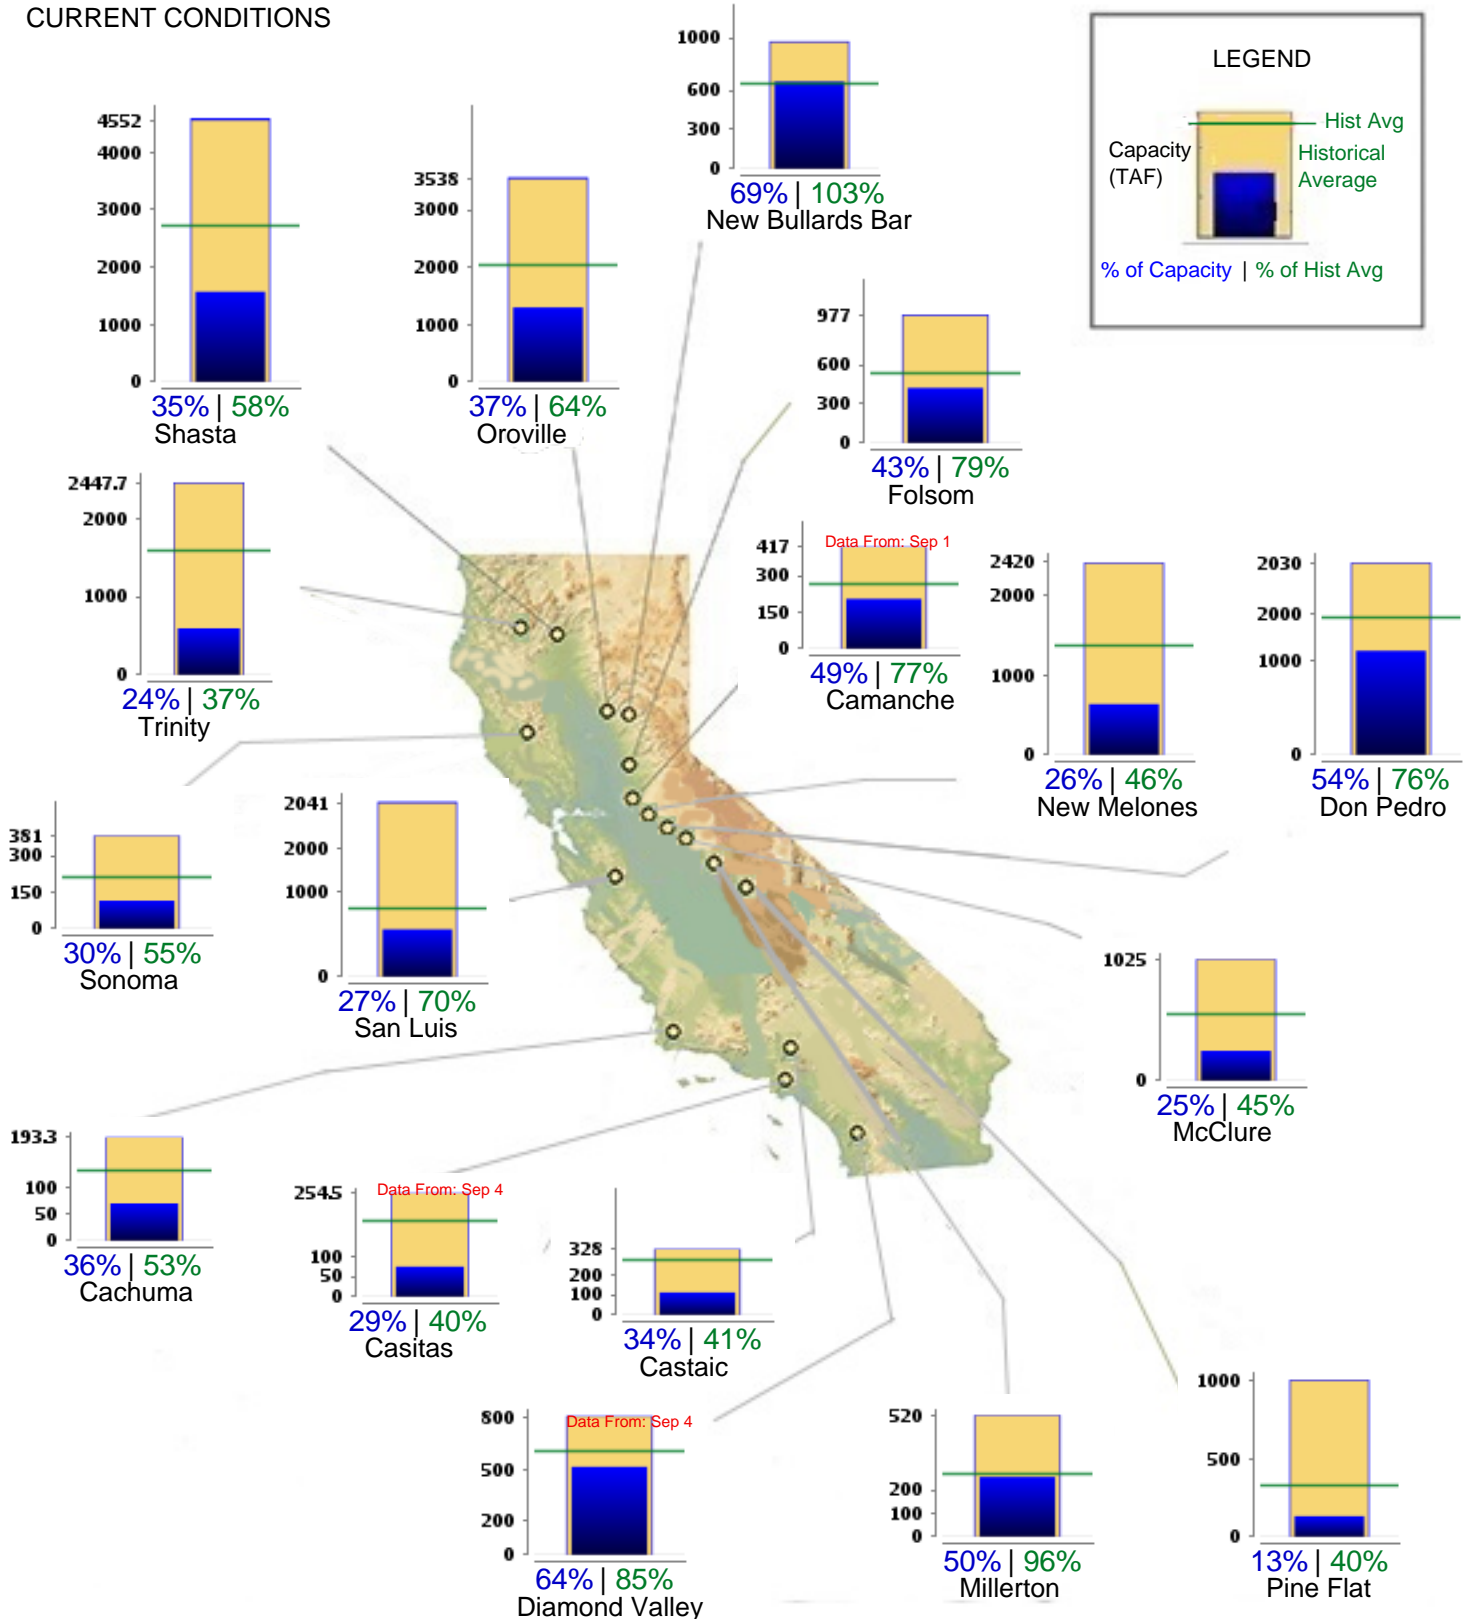 CURRENT CONDITIONS
LEGEND
Hist Avg
Capacity
(TAF)
Historical
Average
% of Capacity | % of Hist Avg
1000
600
300
0
69% | 103%
New Bullards Bar
4552
4000
3000
2000
1000
0
35% | 58%
Shasta
3538
3000
2000
1000
0
37% | 64%
Oroville
977
600
300
0
43% | 79%
Folsom
2447.7
2000
1000
0
24% | 37%
Trinity
Data From: Sep 1
417
300
150
0
49% | 77%
Camanche
2420
2000
1000
0
26% | 46%
New Melones
2030
2000
1000
0
54% | 76%
Don Pedro
381
300
150
0
30% | 55%
Sonoma
2041
2000
1000
0
27% | 70%
San Luis
1025
0
25% | 45%
McClure
193.3
100
50
0
36% | 53%
Cachuma
Data From: Sep 4
254.5
100
50
0
29% | 40%
Casitas
328
200
100
0
34% | 41%
Castaic
Data From: Sep 4
800
500
200
0
64% | 85%
Diamond Valley
520
200
100
0
50% | 96%
Millerton
1000
500
0
13% | 40%
Pine Flat